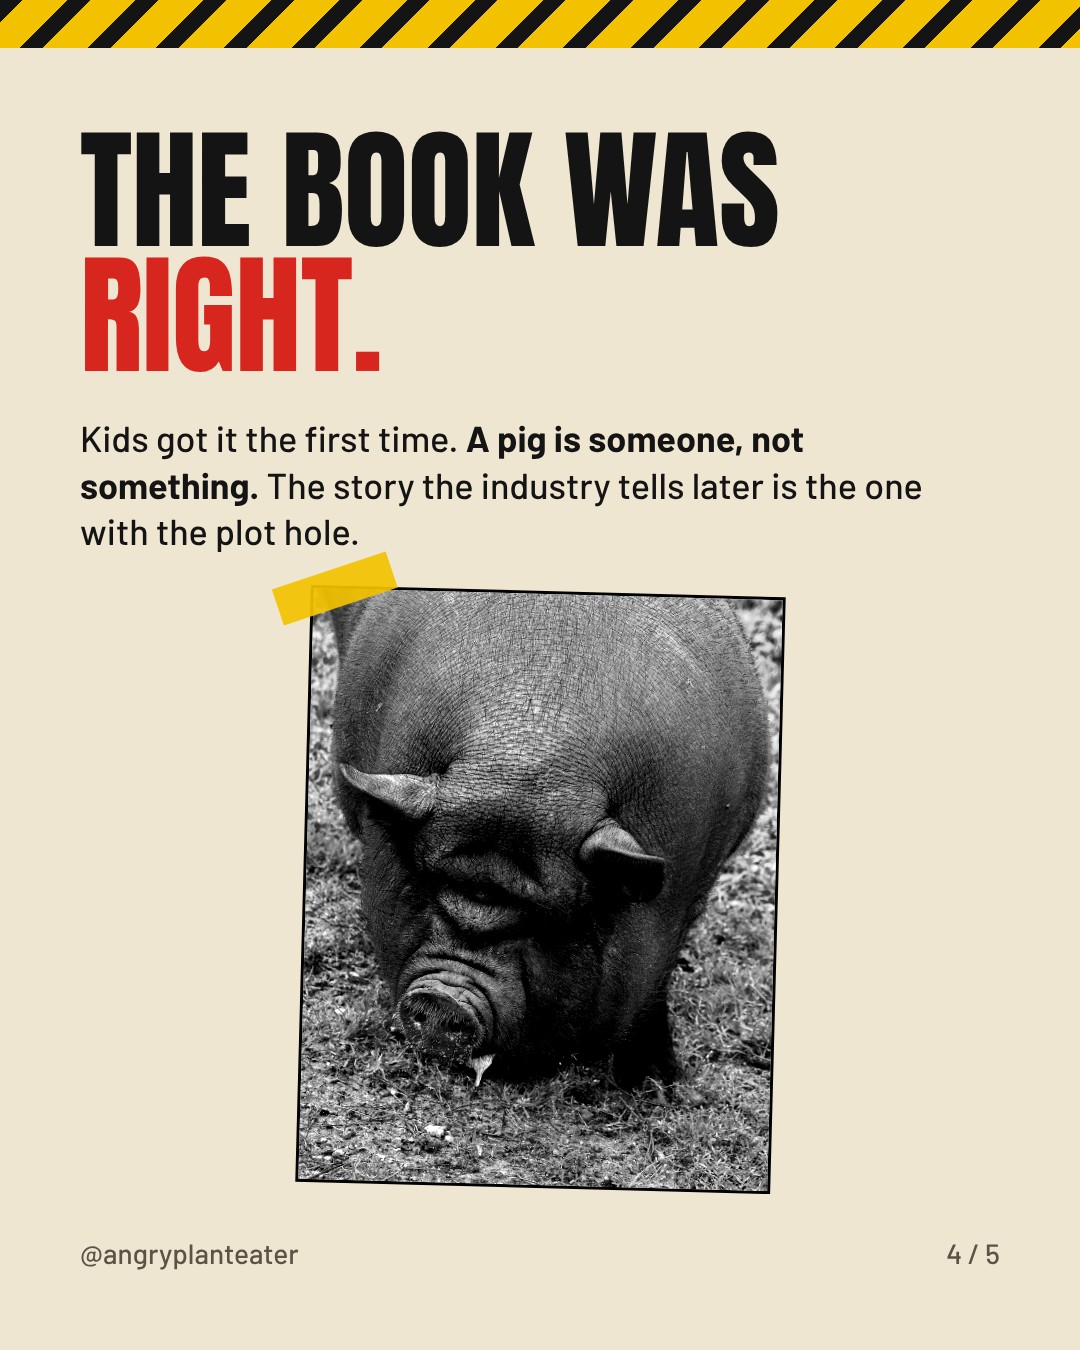 THE BOOK WAS
RIGHT.
Kids got it the first time. A pig is someone, not
something. The story the industry tells later is the one
with the plot hole.
@angryplanteater
4 / 5